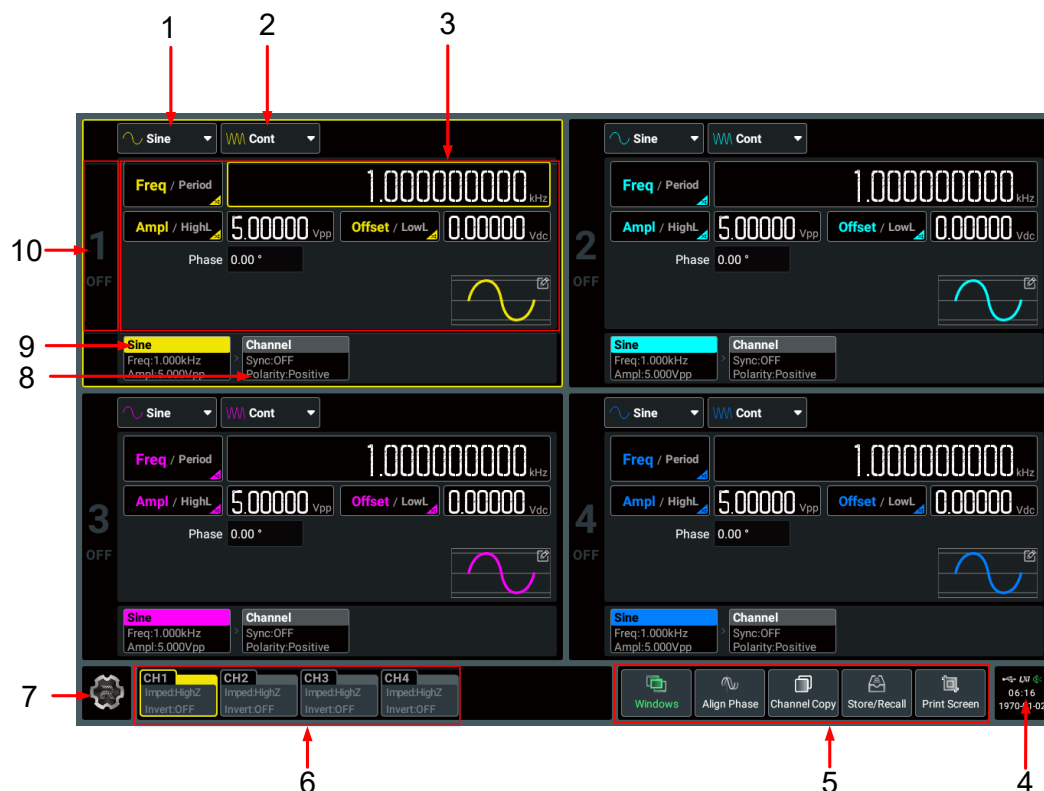 1 2 3
Sine Cont
Freq / Period 1.000000000 kHz
Ampl / HighL 5.00000 Vpp Offset / LowL 0.00000 Vdc
Phase 0.00 °
10 1
OFF
9 Sine Channel
Freq:1.000kHz Sync:OFF
8 Ampl:5.000Vpp Polarity:Positive
Sine Cont
Freq / Period 1.000000000 kHz
Ampl / HighL 5.00000 Vpp Offset / LowL 0.00000 Vdc
Phase 0.00 °
2
OFF
Sine Channel
Freq:1.000kHz Sync:OFF
Ampl:5.000Vpp Polarity:Positive
Sine Cont
Freq / Period 1.000000000 kHz
Ampl / HighL 5.00000 Vpp Offset / LowL 0.00000 Vdc
Phase 0.00 °
3
OFF
Sine Channel
Freq:1.000kHz Sync:OFF
Ampl:5.000Vpp Polarity:Positive
Sine Cont
Freq / Period 1.000000000 kHz
Ampl / HighL 5.00000 Vpp Offset / LowL 0.00000 Vdc
Phase 0.00 °
4
OFF
Sine Channel
Freq:1.000kHz Sync:OFF
Ampl:5.000Vpp Polarity:Positive
7
CH1 CH2 CH3 CH4
Imped:HighZ Imped:HighZ Imped:HighZ Imped:HighZ
Invert:OFF Invert:OFF Invert:OFF Invert:OFF
Windows Align Phase Channel Copy Store/Recall Print Screen
LXI
06:16
1970-01-02
6 5 4